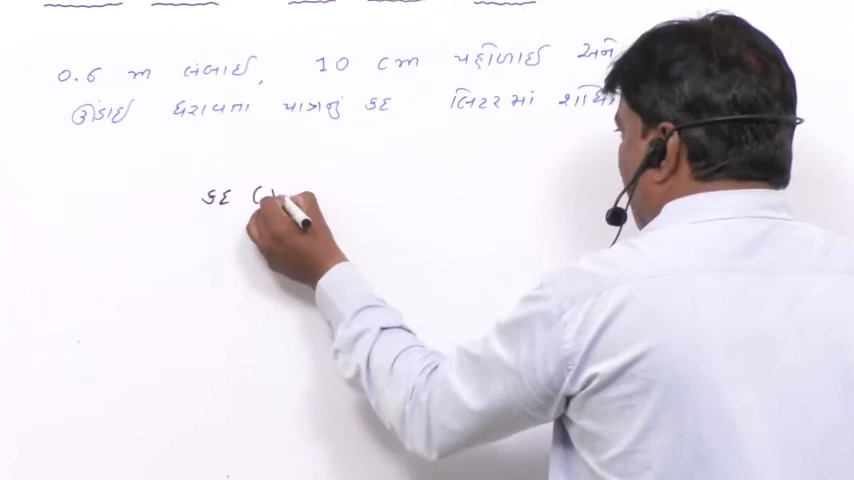 0.6 m લંબાઈ, 10 cm પહોળાઈ અને
ઊંડાઈ ધરાવતા પાત્રનું કદ લિટરમાં શોધો
કદ (